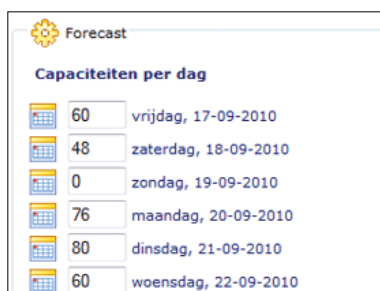 Forecast
Capaciteiten per dag
60 vrijdag, 17-09-2010
48 zaterdag, 18-09-2010
0 zondag, 19-09-2010
76 maandag, 20-09-2010
80 dinsdag, 21-09-2010
60 woensdag, 22-09-2010